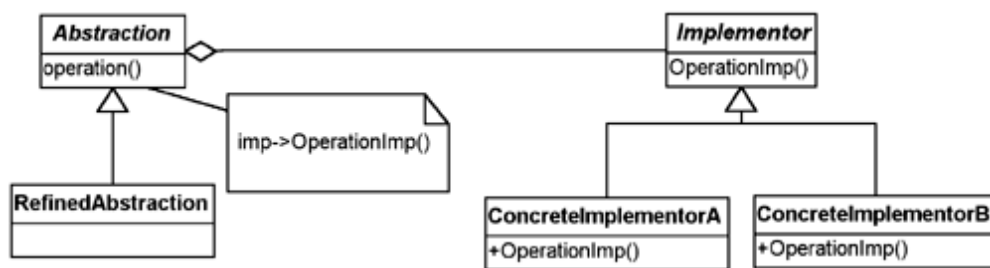 Abstraction
operation()
Implementor
OperationImp()
imp->OperationImp()
RefinedAbstraction
ConcreteImplementorA
+OperationImp()
ConcreteImplementorB
+OperationImp()